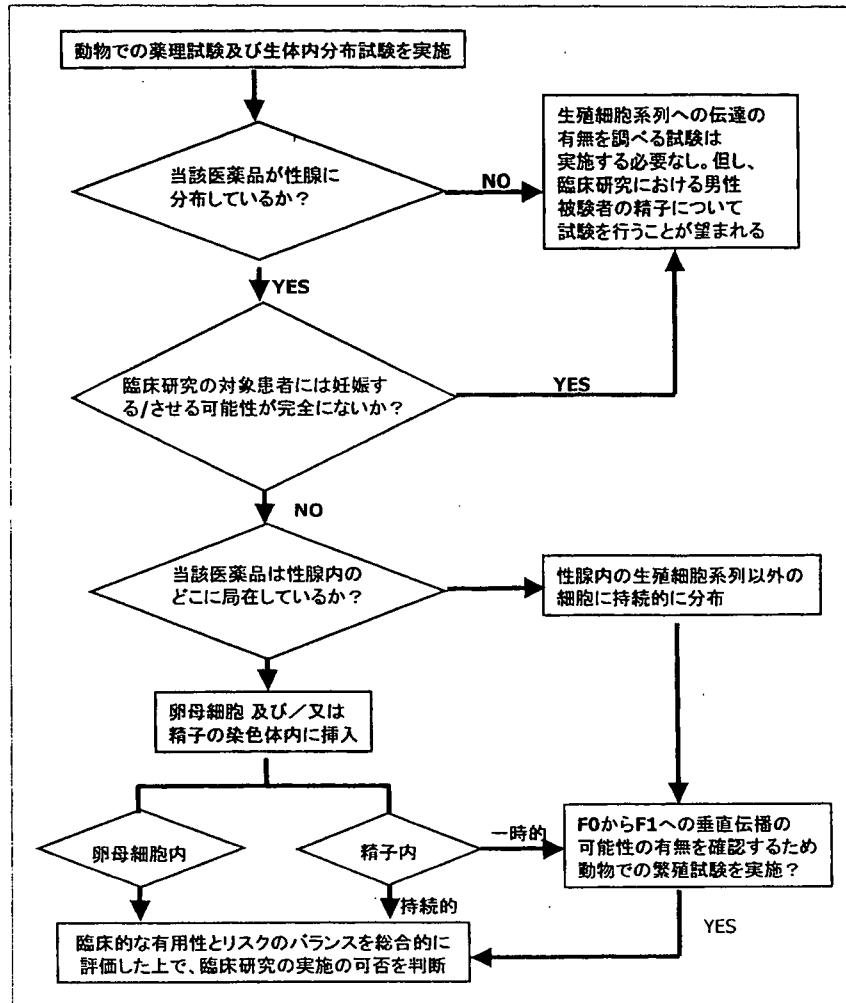 動物での薬理試験及び生体内分布試験を実施
当該医薬品が性腺に
分布しているか？
NO
生殖細胞系列への伝達の
有無を調べる試験は
実施する必要なし。但し、
臨床研究における男性
被験者の精子について
試験を行うことが望まれる
YES
臨床研究の対象患者には妊娠す
る/させる可能性が完全にないか？
YES
NO
当該医薬品は性腺内の
どこに局在しているか？
性腺内の生殖細胞系列以外の
細胞に持続的に分布
卵母細胞 及び／又は
精子の染色体内に挿入
卵母細胞内
精子内
一時的
F0からF1への垂直伝播の
可能性の有無を確認するため
動物での繁殖試験を実施？
持続的
YES
臨床的な有用性とリスクのバランスを総合的に
評価した上で、臨床研究の実施の可否を判断